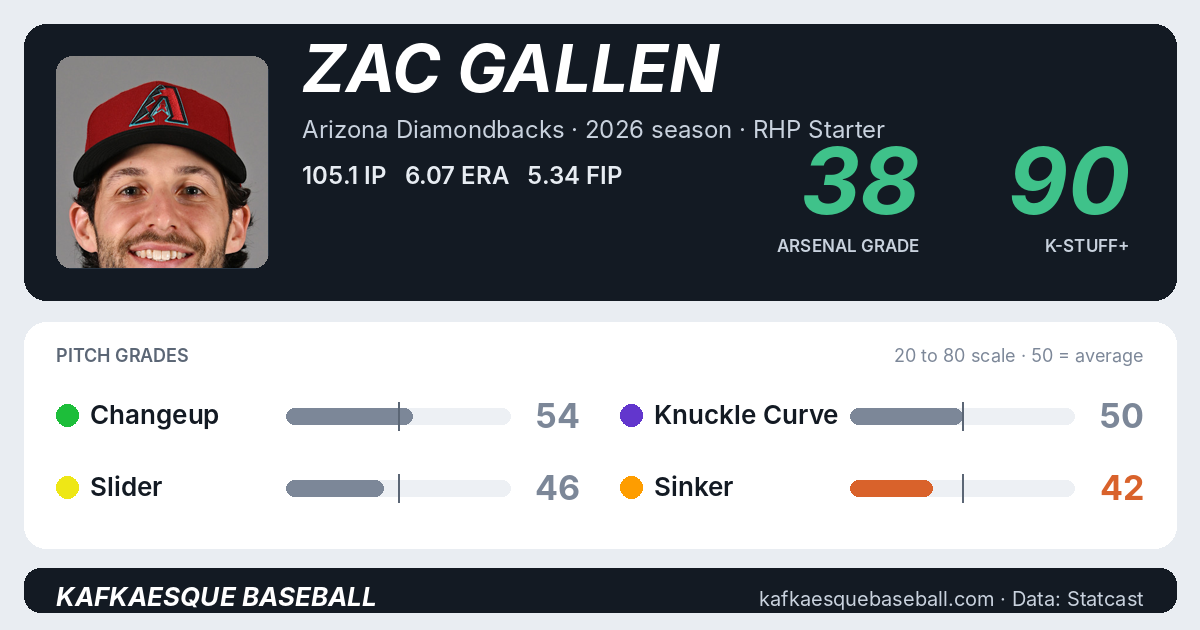 ZAC GALLEN
Arizona Diamondbacks · 2026 season · RHP Starter
105.1 IP 6.07 ERA 5.34 FIP
38 90
ARSENAL GRADE K-STUFF+
PITCH GRADES 20 to 80 scale · 50 = average
Changeup 54 Knuckle Curve 50
Slider 46 Sinker 42
KAFKAESQUE BASEBALL kafkaesquebaseball.com · Data: Statcast